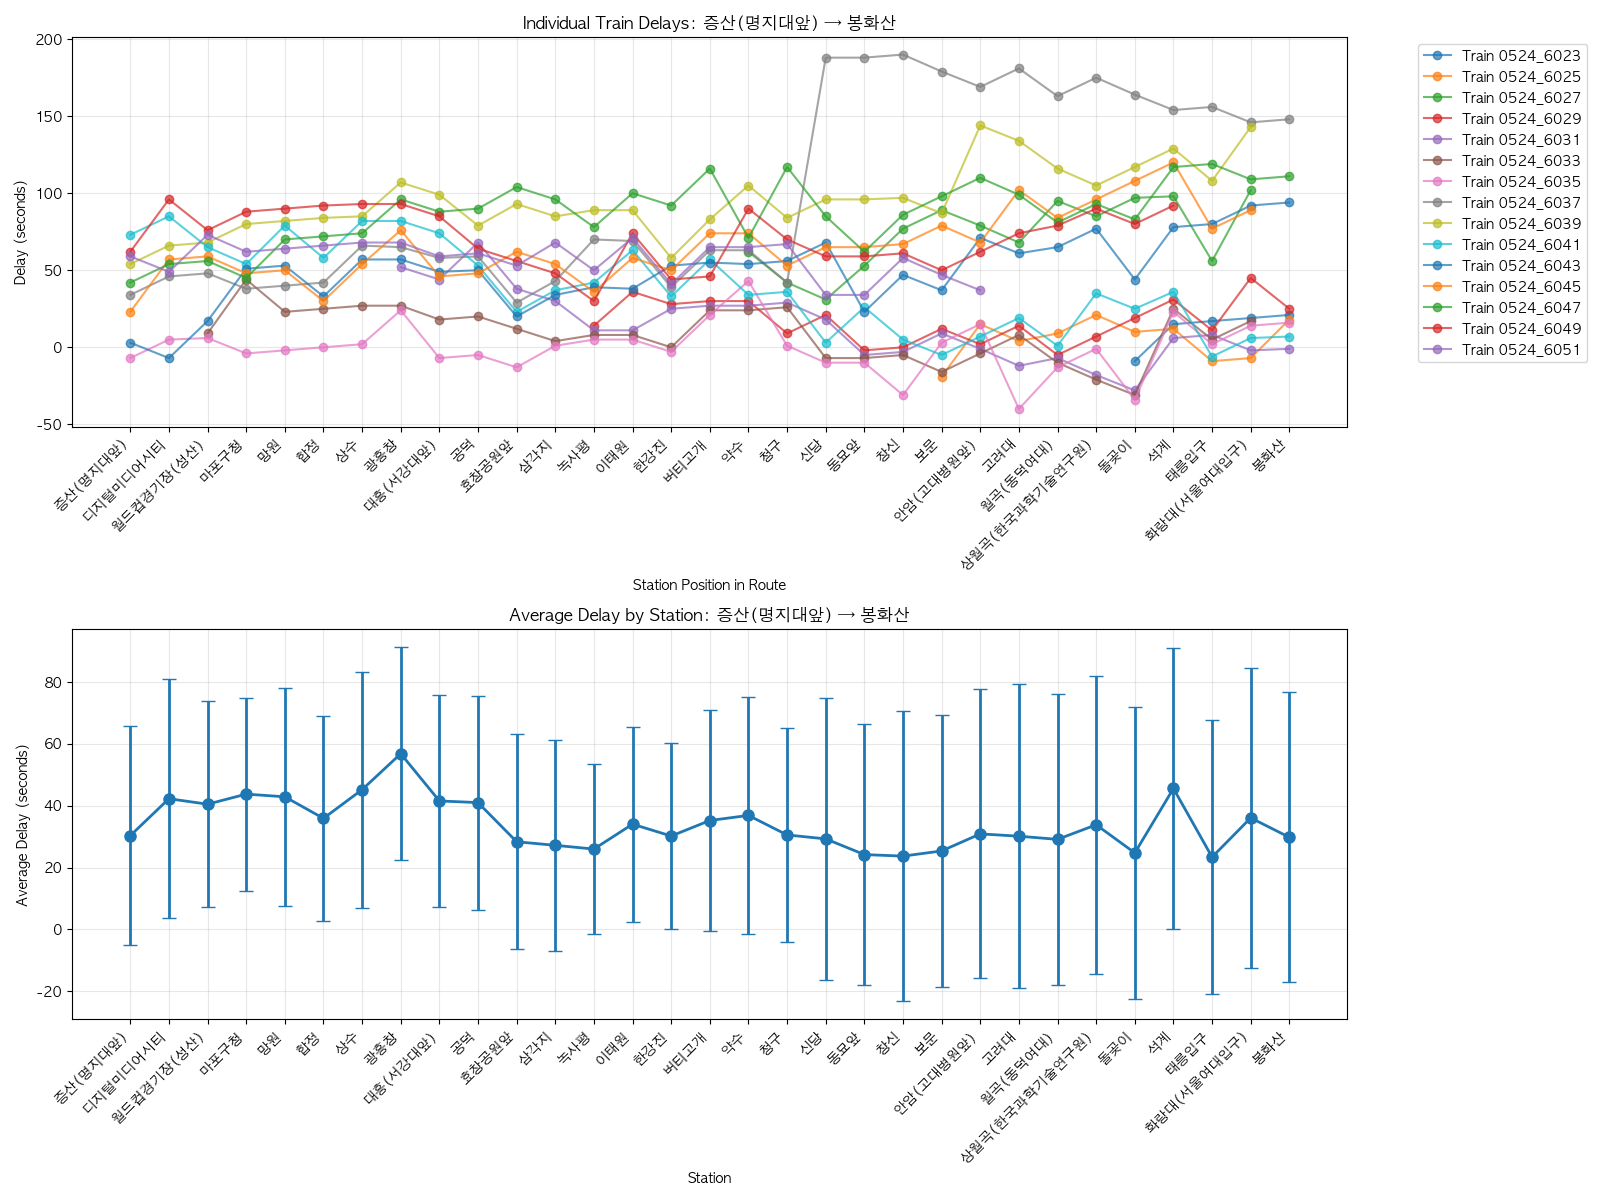 Individual Train Delays: 증산(명지대앞) → 봉화산
Delay (seconds)
200
150
100
50
0
-50
증산(명지대앞)
디지털미디어시티
월드컵경기장(성산)
마포구청
망원
합정
상수
광흥창
대흥(서강대앞)
공덕
효창공원앞
삼각지
녹사평
이태원
한강진
버티고개
약수
청구
신당
동묘앞
창신
보문
안암(고대병원앞)
고려대
월곡(동덕여대)
상월곡(한국과학기술연구원)
돌곶이
석계
태릉입구
화랑대(서울여대입구)
봉화산
Station Position in Route
Train 0524_6023
Train 0524_6025
Train 0524_6027
Train 0524_6029
Train 0524_6031
Train 0524_6033
Train 0524_6035
Train 0524_6037
Train 0524_6039
Train 0524_6041
Train 0524_6043
Train 0524_6045
Train 0524_6047
Train 0524_6049
Train 0524_6051
Average Delay by Station: 증산(명지대앞) → 봉화산
Average Delay (seconds)
80
60
40
20
0
-20
증산(명지대앞)
디지털미디어시티
월드컵경기장(성산)
마포구청
망원
합정
상수
광흥창
대흥(서강대앞)
공덕
효창공원앞
삼각지
녹사평
이태원
한강진
버티고개
약수
청구
신당
동묘앞
창신
보문
안암(고대병원앞)
고려대
월곡(동덕여대)
상월곡(한국과학기술연구원)
돌곶이
석계
태릉입구
화랑대(서울여대입구)
봉화산
Station